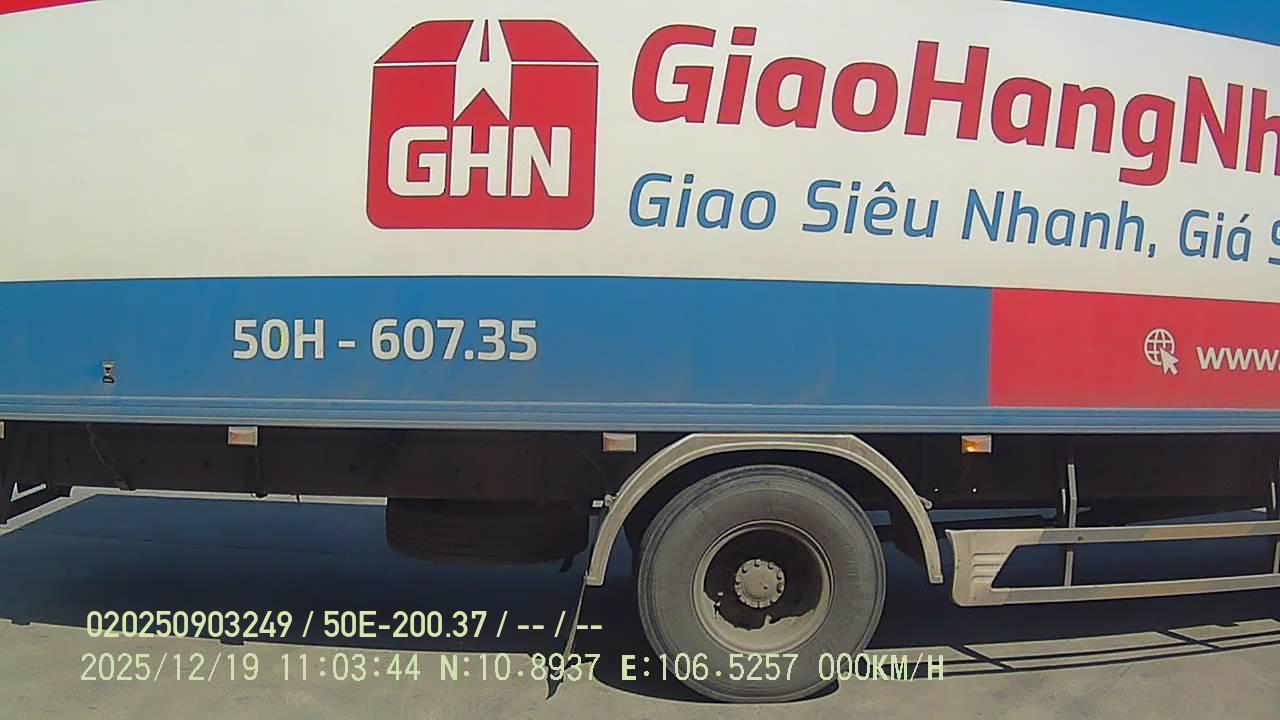 GHN
GiaoHangNh
Giao Siêu Nhanh, Giá
50H - 607.35
www.
020250903249 / 50E-200.37 / -- / --
2025/12/19 11:03:44 N:10.8937 E:106.5257 000KM/H